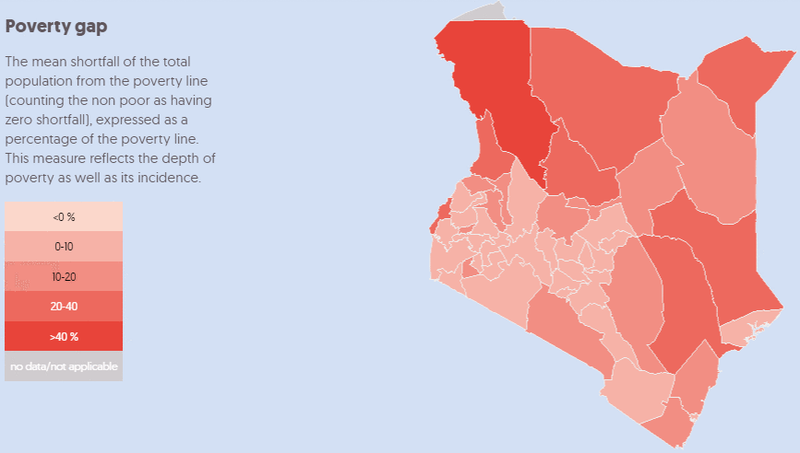 Poverty gap
The mean shortfall of the total
population from the poverty line
(counting the non poor as having
zero shortfall), expressed as a
percentage of the poverty line.
This measure reflects the depth of
poverty as well as its incidence.
<0 %
0-10
10-20
20-40
>40 %
no data/not applicable